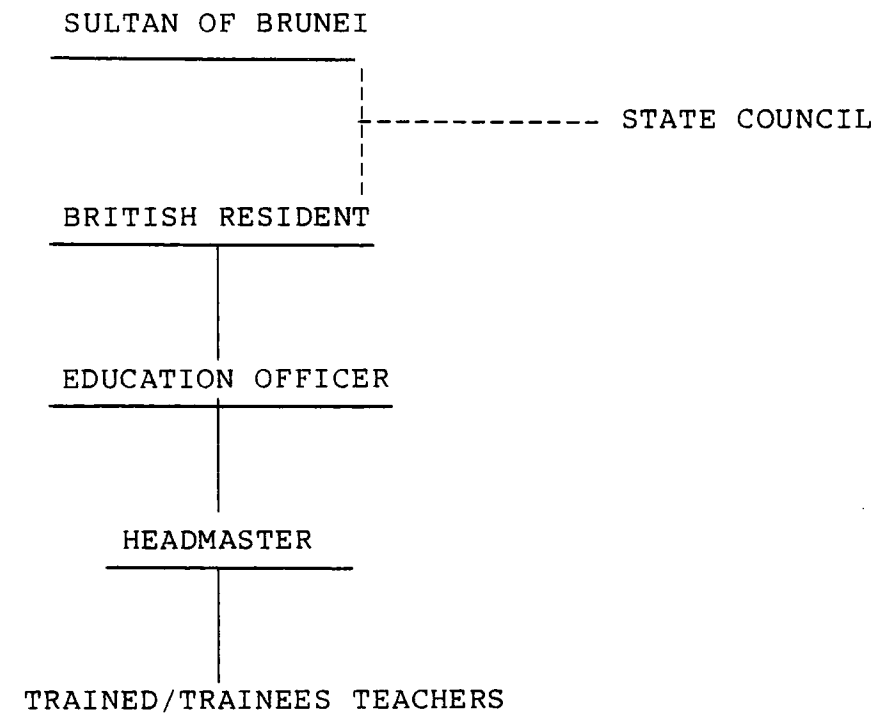 SULTAN OF BRUNEI
STATE COUNCIL
BRITISH RESIDENT
EDUCATION OFFICER
HEADMASTER
TRAINED/TRAINEES TEACHERS